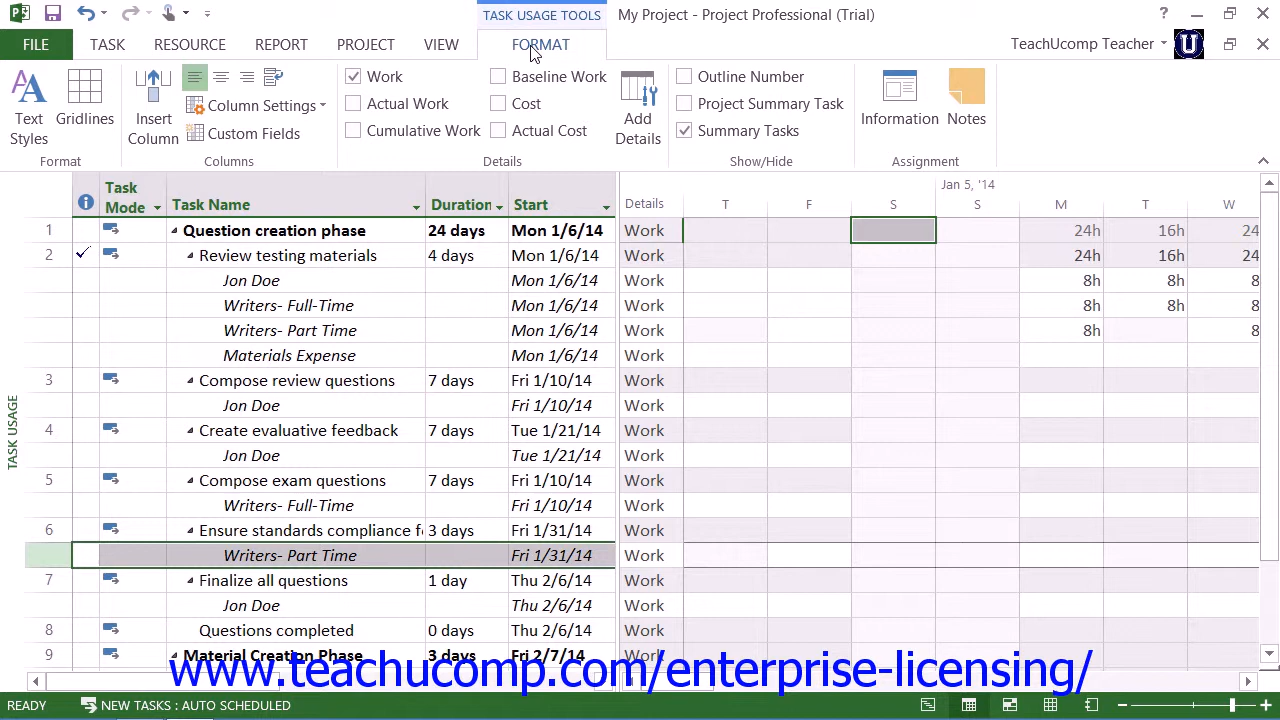 TASK USAGE TOOLS
My Project - Project Professional (Trial)
?
FILE
TASK
RESOURCE
REPORT
PROJECT
VIEW
FORMAT
TeachUcomp Teacher
U
Text Styles
Gridlines
Format
Insert Column
Column Settings
Custom Fields
Columns
Work
Actual Work
Cumulative Work
Baseline Work
Cost
Actual Cost
Add Details
Details
Outline Number
Project Summary Task
Summary Tasks
Show/Hide
Information
Notes
Assignment
Jan 5, '14
Task Mode Task Name Duration Start Details T F S S M T W
1 Question creation phase 24 days Mon 1/6/14 Work 24h 16h 24
2 Review testing materials 4 days Mon 1/6/14 Work 24h 16h 24
Jon Doe Mon 1/6/14 Work 8h 8h 8
Writers- Full-Time Mon 1/6/14 Work 8h 8h 8
Writers- Part Time Mon 1/6/14 Work 8h 8
Materials Expense Mon 1/6/14 Work
3 Compose review questions 7 days Fri 1/10/14 Work
Jon Doe Fri 1/10/14 Work
4 Create evaluative feedback 7 days Tue 1/21/14 Work
Jon Doe Tue 1/21/14 Work
5 Compose exam questions 7 days Fri 1/10/14 Work
Writers- Full-Time Fri 1/10/14 Work
6 Ensure standards compliance f 3 days Fri 1/31/14 Work
Writers- Part Time Fri 1/31/14 Work
7 Finalize all questions 1 day Thu 2/6/14 Work
Jon Doe Thu 2/6/14 Work
8 Questions completed 0 days Thu 2/6/14 Work
9 Material Creation Phase 3 days Fri 2/7/14 Work
TASK USAGE
www.teachucomp.com/enterprise-licensing/
READY
NEW TASKS : AUTO SCHEDULED